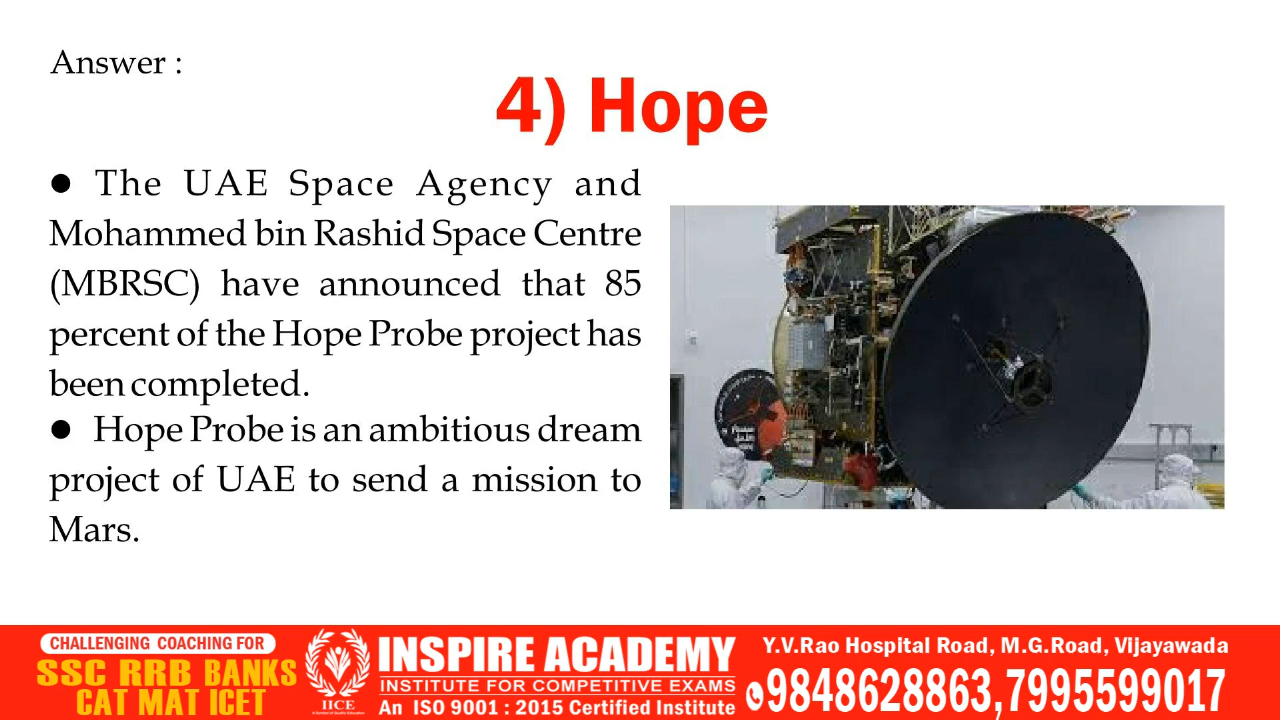 Answer :
4) Hope
● The UAE Space Agency and
Mohammed bin Rashid Space Centre
(MBRSC) have announced that 85
percent of the Hope Probe project has
been completed.
● Hope Probe is an ambitious dream
project of UAE to send a mission to
Mars.
CHALLENGING COACHING FOR
SSC RRB BANKS
CAT MAT ICET
IICE
INSPIRE ACADEMY
INSTITUTE FOR COMPETITIVE EXAMS
An ISO 9001 : 2015 Certified Institute
Y.V.Rao Hospital Road, M.G.Road, Vijayawada
9848628863,7995599017